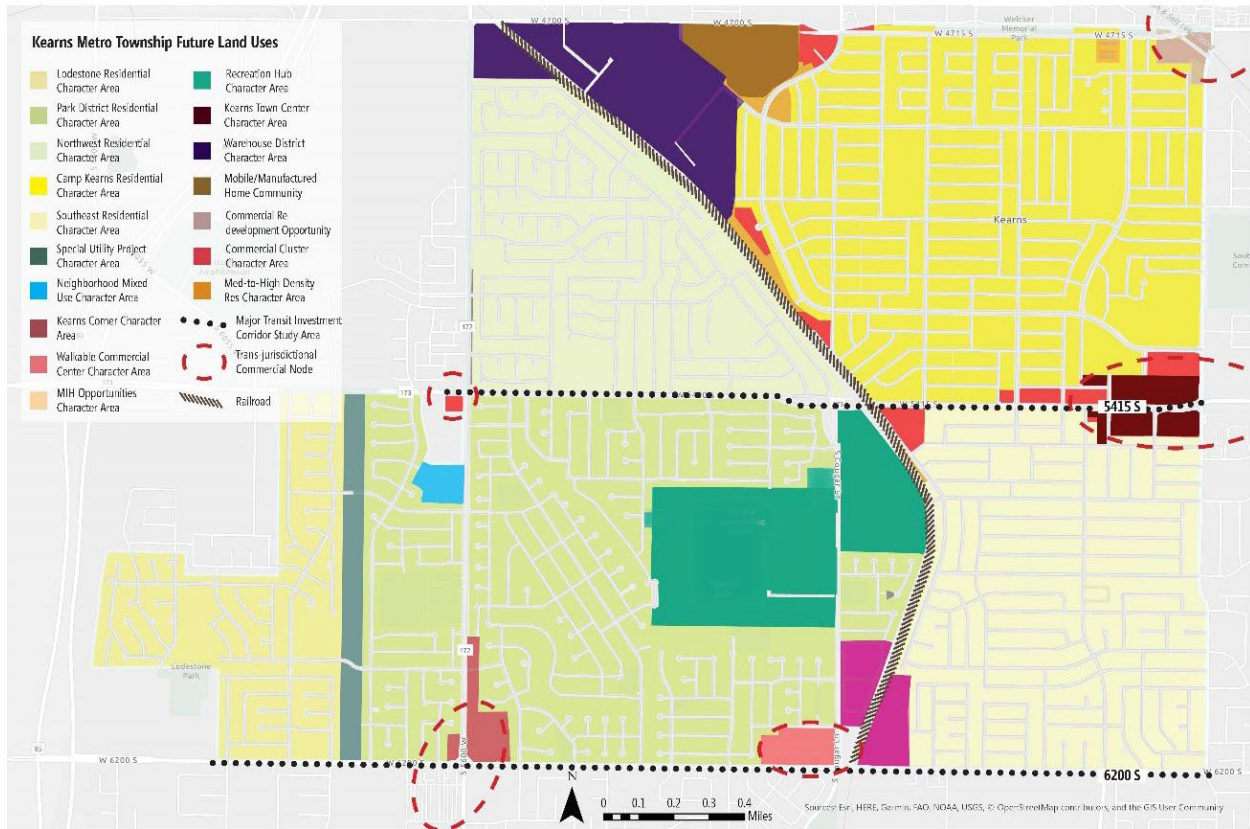 W 4700 S
W 4700 S
Welcker
Memorial
Park
W 4715 S
W 4715 S
Kearns Metro Township Future Land Uses
Lodestone Residential
Character Area
Park District Residential
Character Area
Northwest Residential
Character Area
Camp Kearns Residential
Character Area
Southeast Residential
Character Area
Special Utility Project
Character Area
Neighborhood Mixed
Use Character Area
Kearns Corner Character
Area
Walkable Commercial
Center Character Area
MIH Opportunities
Character Area
Recreation Hub
Character Area
Kearns Town Center
Character Area
Warehouse District
Character Area
Mobile/Manufactured
Home Community
Commercial Re
development Opportunity
Commercial Cluster
Character Area
Med-to-High Density
Res Character Area
Major Transit Investment
Corridor Study Area
Trans-jurisdictional
Commercial Node
Railroad
Kearns
172
173
173
W 5415 S
5415 S
Lodestone
Park
172
85
W 6200 S
W 6200 S
S 5600 W
6200 S
W 6200 S
N
0 0.1 0.2 0.3 0.4
Miles
Sources: Esri, HERE, Garmin, FAO, NOAA, USGS, © OpenStreetMap contributors, and the GIS User Community